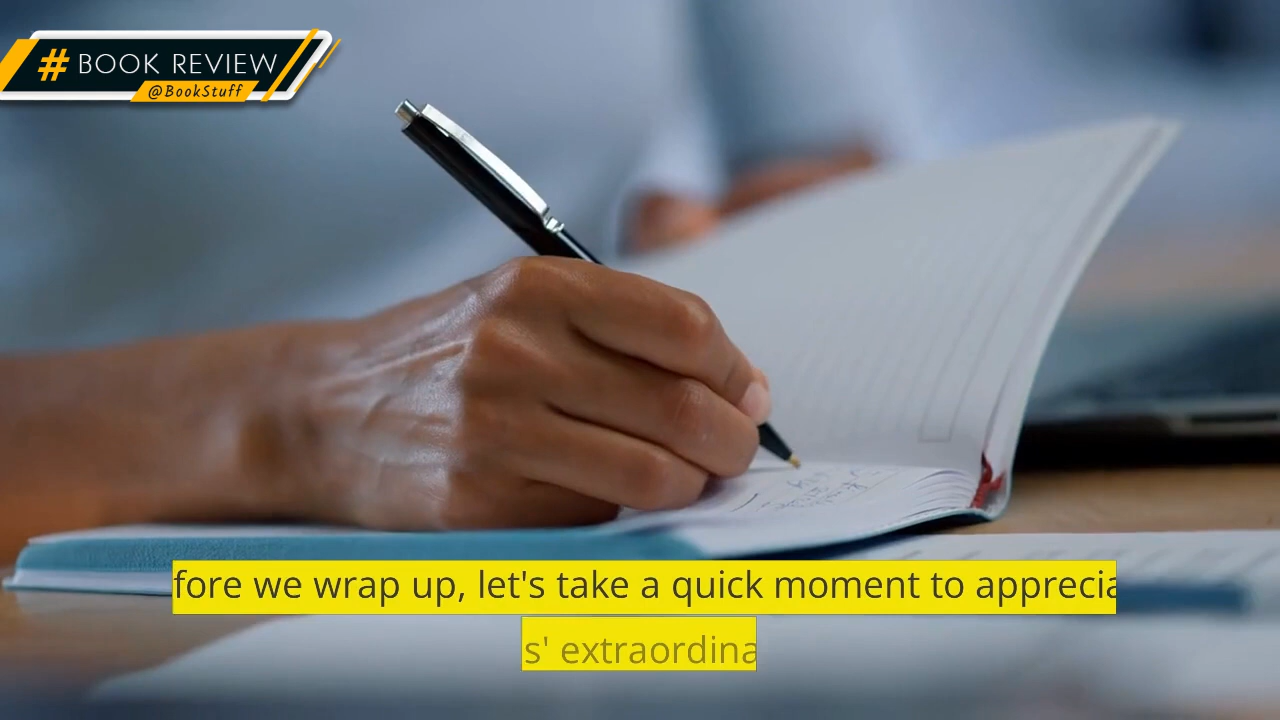 # BOOK REVIEW
@BookStuff
fore we wrap up, let's take a quick moment to apprecia
s' extraordina